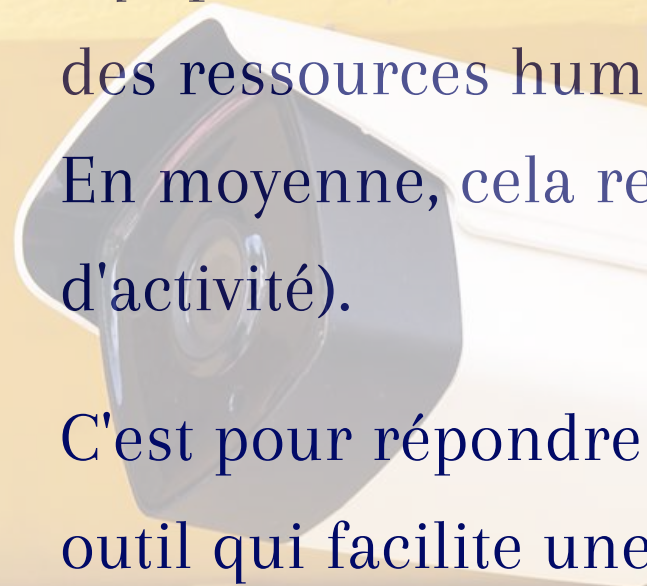 des ressources hum
En moyenne, cela re
d'activité).
C'est pour répondre
outil qui facilite une